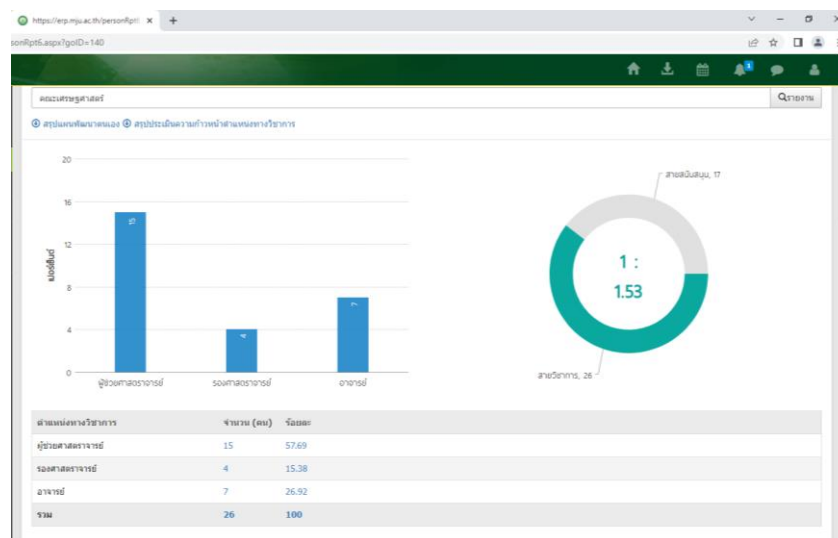 https://erp.mju.ac.th/personRpt
sonRpt6.aspx?goID=140
1
คณะเศรษฐศาสตร์
รายงาน
สรุปแผนพัฒนาตนเอง สรุปประเมินความก้าวหน้าตำแหน่งทางวิชาการ
20
16
12
8
4
0
เปอร์เซ็นต์
15
4
7
ผู้ช่วยศาสตราจารย์
รองศาสตราจารย์
อาจารย์
สายสนับสนุน, 17
1 :
1.53
สายวิชาการ, 26
ตำแหน่งทางวิชาการ จำนวน (คน) ร้อยละ
ผู้ช่วยศาสตราจารย์ 15 57.69
รองศาสตราจารย์ 4 15.38
อาจารย์ 7 26.92
รวม 26 100